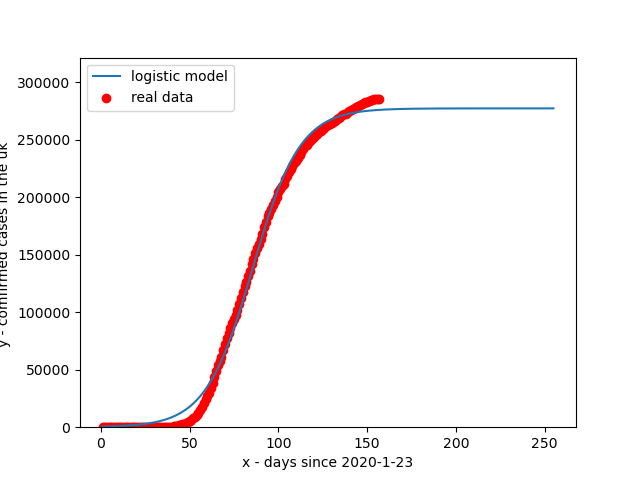 logistic model
real data
300000
250000
200000
150000
100000
50000
0
0 50 100 150 200 250
x - days since 2020-1-23
y - comfirmed cases in the uk